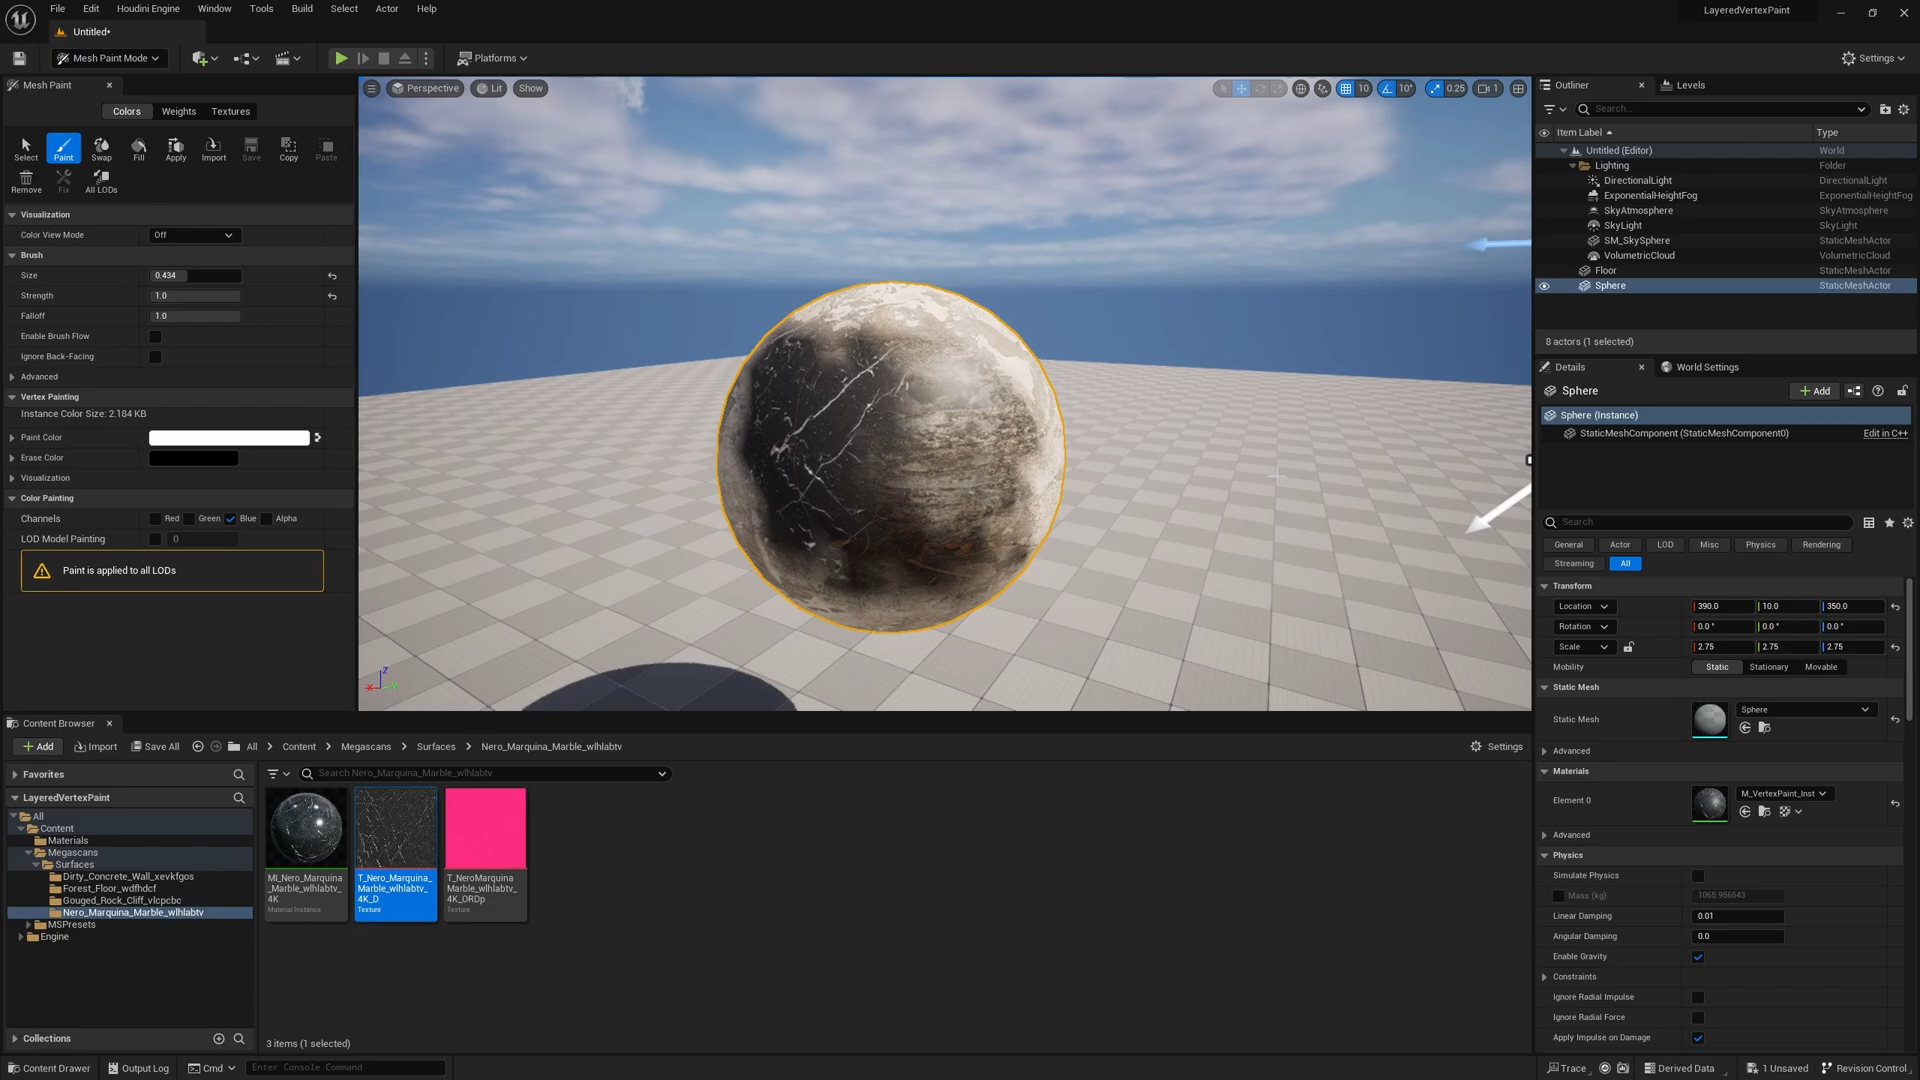 File Edit Houdini Engine Window Tools Build Select Actor Help
LayeredVertexPaint
Untitled*
Mesh Paint Mode
Platforms
Settings
Mesh Paint
Colors Weights Textures
Select Paint Swap Fill Apply Import Save Copy Paste
Remove Fix All LODs
Visualization
Color View Mode Off
Brush
Size 0.434
Strength 1.0
Falloff 1.0
Enable Brush Flow
Ignore Back-Facing
Advanced
Vertex Painting
Instance Color Size: 2.184 KB
Paint Color
Erase Color
Visualization
Color Painting
Channels Red Green Blue Alpha
LOD Model Painting 0
Paint is applied to all LODs
Perspective Lit Show
10 10° 0.25 1
Z
X
Y
Outliner Levels
Search...
Item Label Type
Untitled (Editor) World
Lighting Folder
DirectionalLight DirectionalLight
ExponentialHeightFog ExponentialHeightFog
SkyAtmosphere SkyAtmosphere
SkyLight SkyLight
SM_SkySphere StaticMeshActor
VolumetricCloud VolumetricCloud
Floor StaticMeshActor
Sphere StaticMeshActor
8 actors (1 selected)
Details World Settings
Sphere
Add
Sphere (Instance)
StaticMeshComponent (StaticMeshComponent0) Edit in C++
Search
General Actor LOD Misc Physics Rendering
Streaming All
Transform
Location 390.0 10.0 350.0
Rotation 0.0 ° 0.0 ° 0.0 °
Scale 2.75 2.75 2.75
Mobility Static Stationary Movable
Static Mesh
Static Mesh Sphere
Advanced
Materials
Element 0 M_VertexPaint_Inst
Advanced
Physics
Simulate Physics
Mass (kg) 1065.956543
Linear Damping 0.01
Angular Damping 0.0
Enable Gravity
Constraints
Ignore Radial Impulse
Ignore Radial Force
Apply Impulse on Damage
Content Browser
Add Import Save All All Content Megascans Surfaces Nero_Marquina_Marble_wlhlabtv
Settings
Favorites
Search Nero_Marquina_Marble_wlhlabtv
LayeredVertexPaint
All
Content
Materials
Megascans
Surfaces
Dirty_Concrete_Wall_xevkfgos
Forest_Floor_wdfhdcf
Gouged_Rock_Cliff_vlcpcbc
Nero_Marquina_Marble_wlhlabtv
MSPresets
Engine
MI_Nero_Marquina
_Marble_wlhlabtv_
4K
Material Instance
T_Nero_Marquina_
Marble_wlhlabtv_
4K_D
Texture
T_NeroMarquina
Marble_wlhlabtv_
4K_ORDp
Texture
Collections
3 items (1 selected)
Content Drawer Output Log Cmd Enter Console Command
Trace Derived Data 1 Unsaved Revision Control